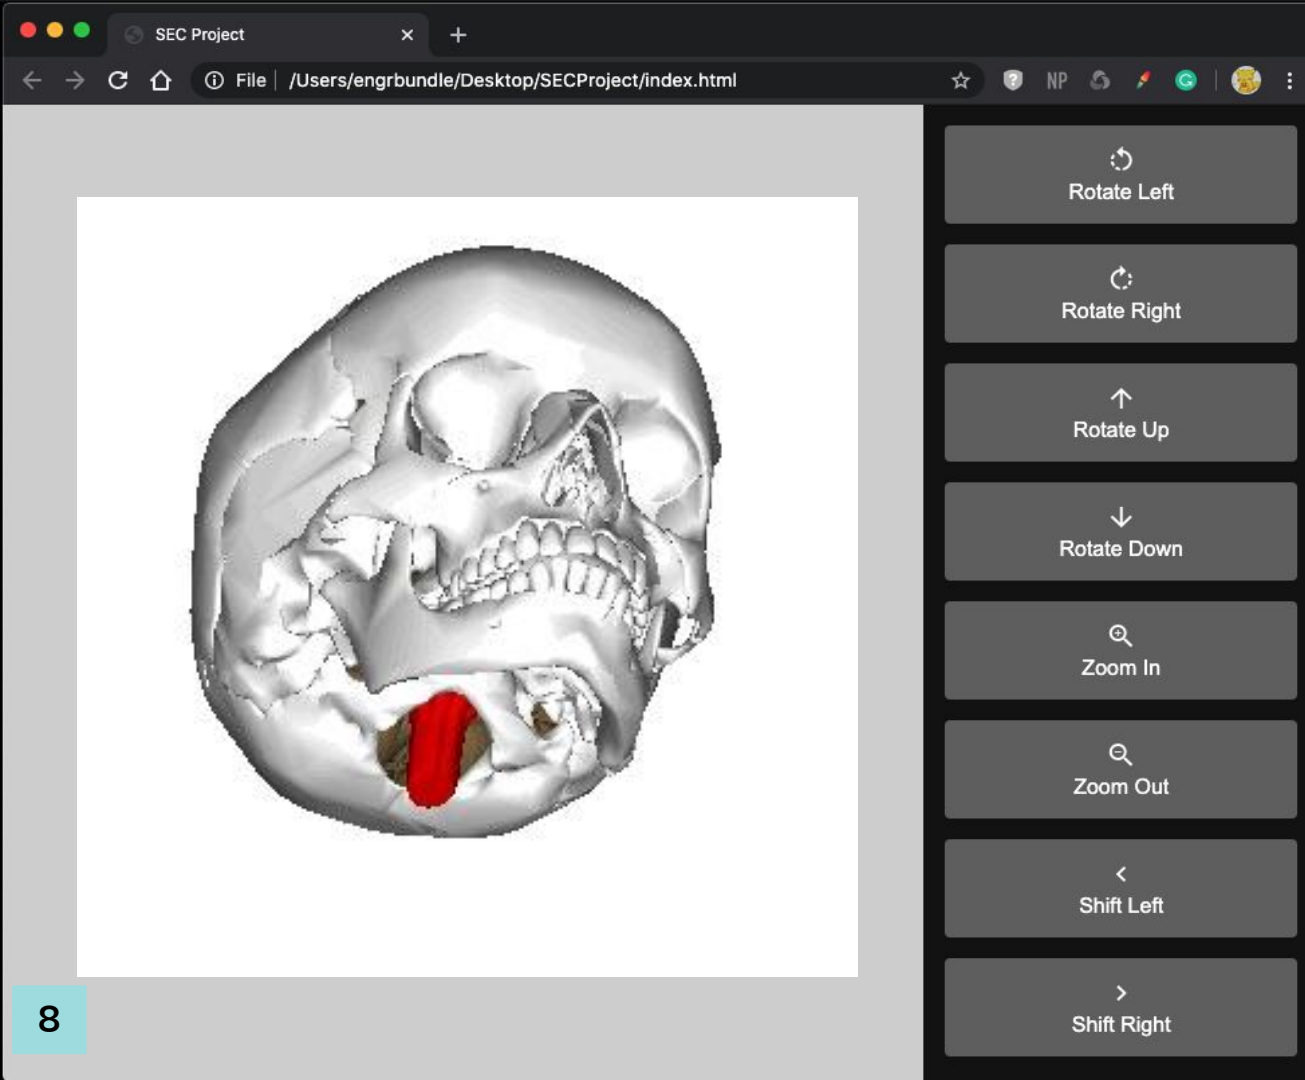 SEC Project
File
/Users/engrbundle/Desktop/SECProject/index.html
NP
Rotate Left
Rotate Right
Rotate Up
Rotate Down
Zoom In
Zoom Out
Shift Left
Shift Right
8